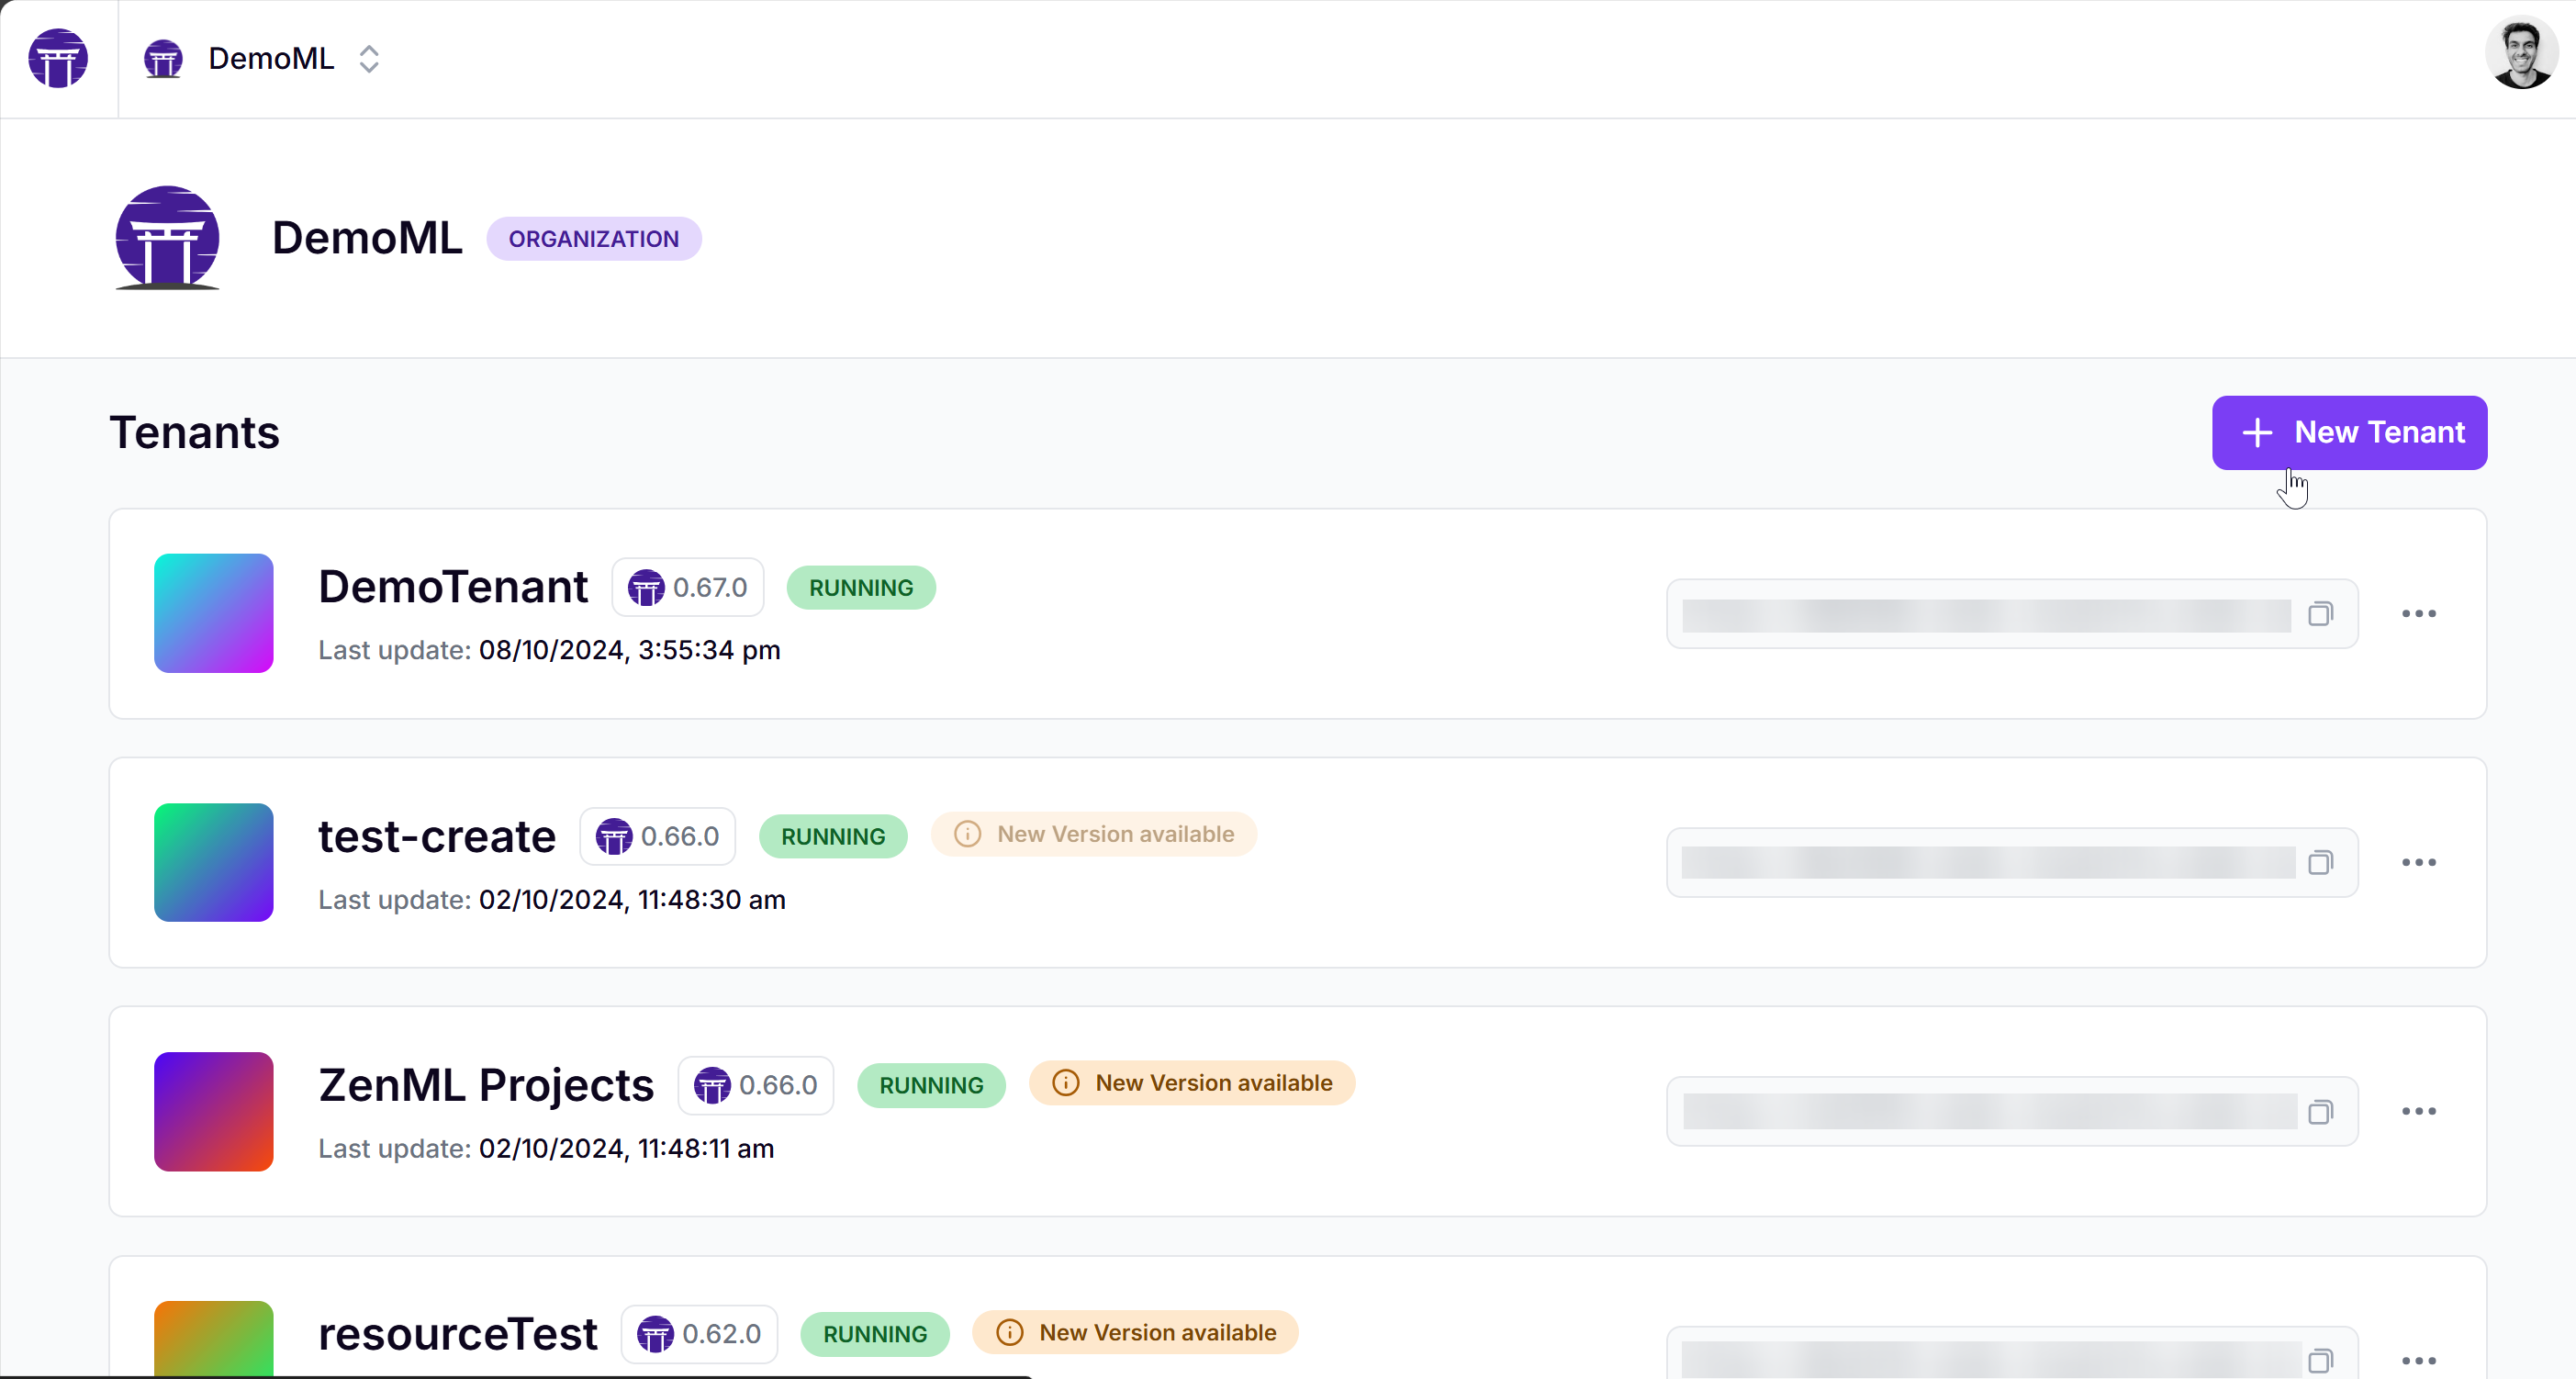 DemoML
DemoML ORGANIZATION
Tenants
New Tenant
DemoTenant 0.67.0 RUNNING
Last update: 08/10/2024, 3:55:34 pm
test-create 0.66.0 RUNNING New Version available
Last update: 02/10/2024, 11:48:30 am
ZenML Projects 0.66.0 RUNNING New Version available
Last update: 02/10/2024, 11:48:11 am
resourceTest 0.62.0 RUNNING New Version available